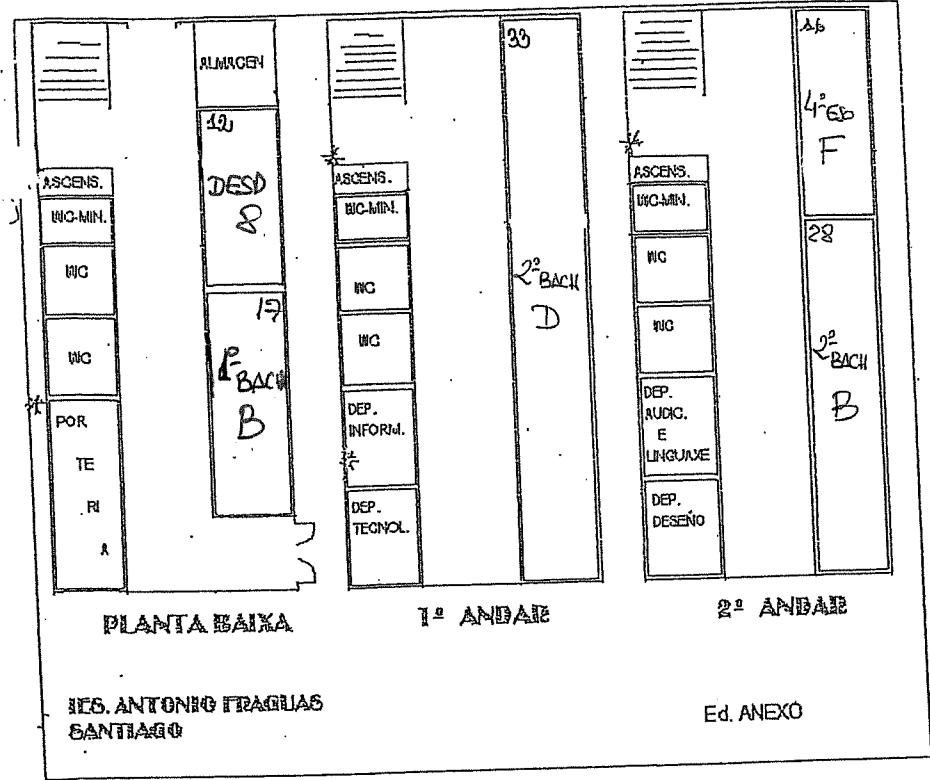 ALMACEN
12
DESD
8
17
1º BACH
B
ASCENS.
WC-MIN.
WC
WC
POR
TE
RI
A
PLANTA BAIXA
33
2º BACH
D
ASCENS.
WC-MIN.
WC
WC
DEP.
INFORM.
DEP.
TECNOL.
1º ANDAR
4º ESO
F
28
2º BACH
B
ASCENS.
WC-MIN.
WC
WC
DEP.
AUDIC.
E
LINGUAXE
DEP.
DESEÑO
2º ANDAR
IES. ANTONIO FRAGUAS
SANTIAGO
Ed. ANEXO